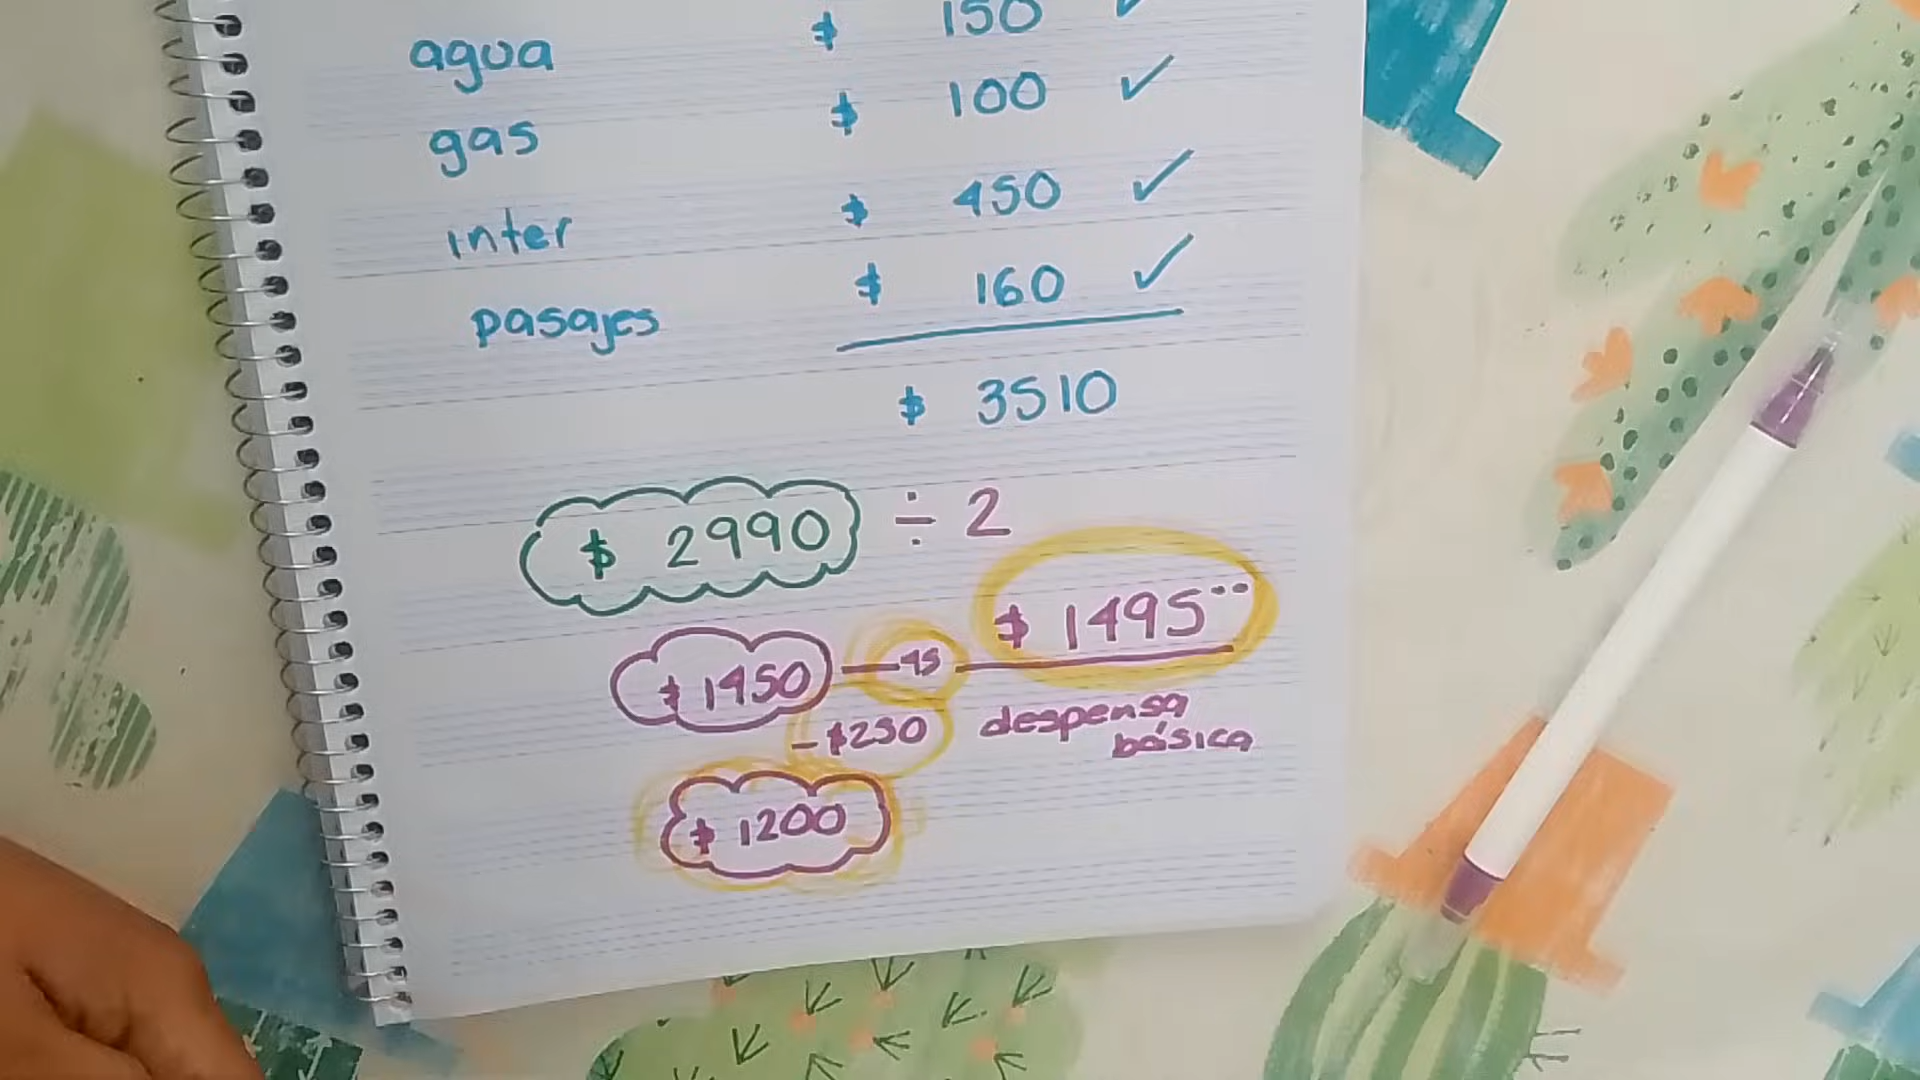 agua $ 150 ✓
gas $ 100 ✓
inter $ 450 ✓
pasajes $ 160 ✓
$ 3510
$ 2990 ÷ 2
$ 1495
$ 1450 — 45
- $250 despensa
básica
$ 1200